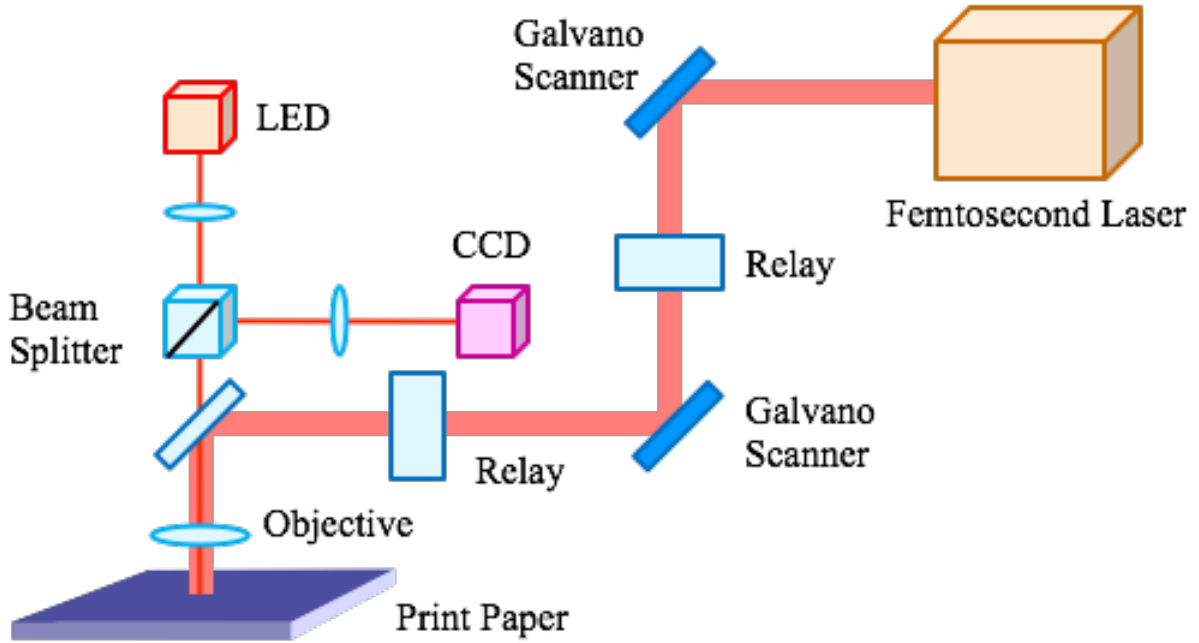 Galvano
Scanner
LED
Femtosecond Laser
CCD
Relay
Beam
Splitter
Galvano
Scanner
Relay
Objective
Print Paper